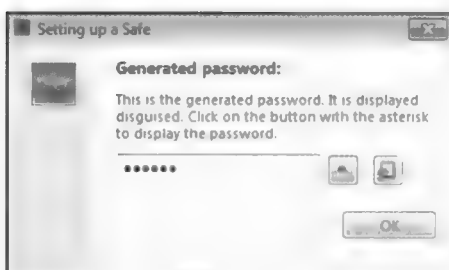 Setting up a Safe
Generated password:
This is the generated password. It is displayed
disguised. Click on the button with the asterisk
to display the password.
••••••
OK